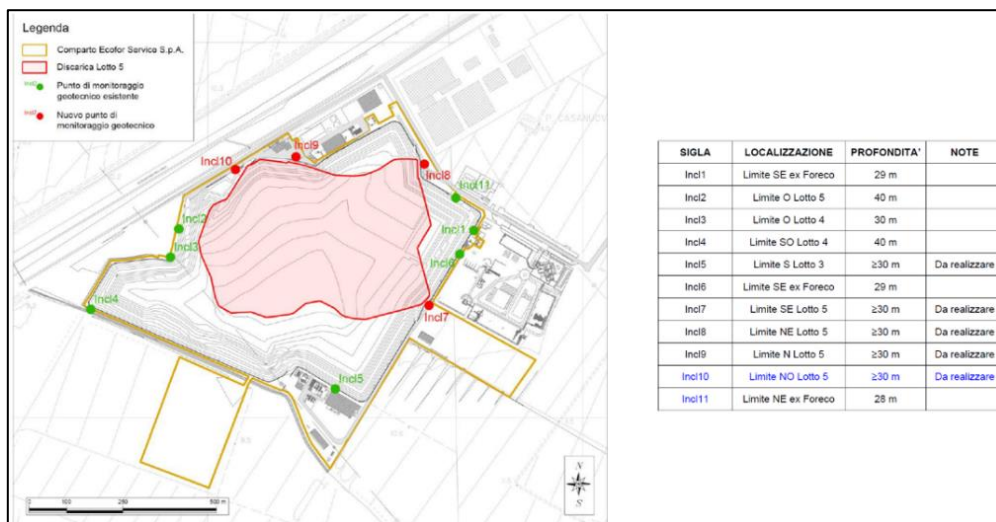 Legenda
Comparto Ecofor Service S.p.A.
Discarica Lotto 5
Punto di monitoraggio
geotecnico esistente
Nuovo punto di
monitoraggio geotecnico
Incl9
Incl10
Incl8
Incl11
Incl2
Incl1
Incl3
Incl6
Incl4
Incl7
Incl5
0 100 250 500 m
N
S
SIGLA LOCALIZZAZIONE PROFONDITA' NOTE
Incl1 Limite SE ex Foreco 29 m
Incl2 Limite O Lotto 5 40 m
Incl3 Limite O Lotto 4 30 m
Incl4 Limite SO Lotto 4 40 m
Incl5 Limite S Lotto 3 ≥30 m Da realizzare
Incl6 Limite SE ex Foreco 29 m
Incl7 Limite SE Lotto 5 ≥30 m Da realizzare
Incl8 Limite NE Lotto 5 ≥30 m Da realizzare
Incl9 Limite N Lotto 5 ≥30 m Da realizzare
Incl10 Limite NO Lotto 5 ≥30 m Da realizzare
Incl11 Limite NE ex Foreco 28 m